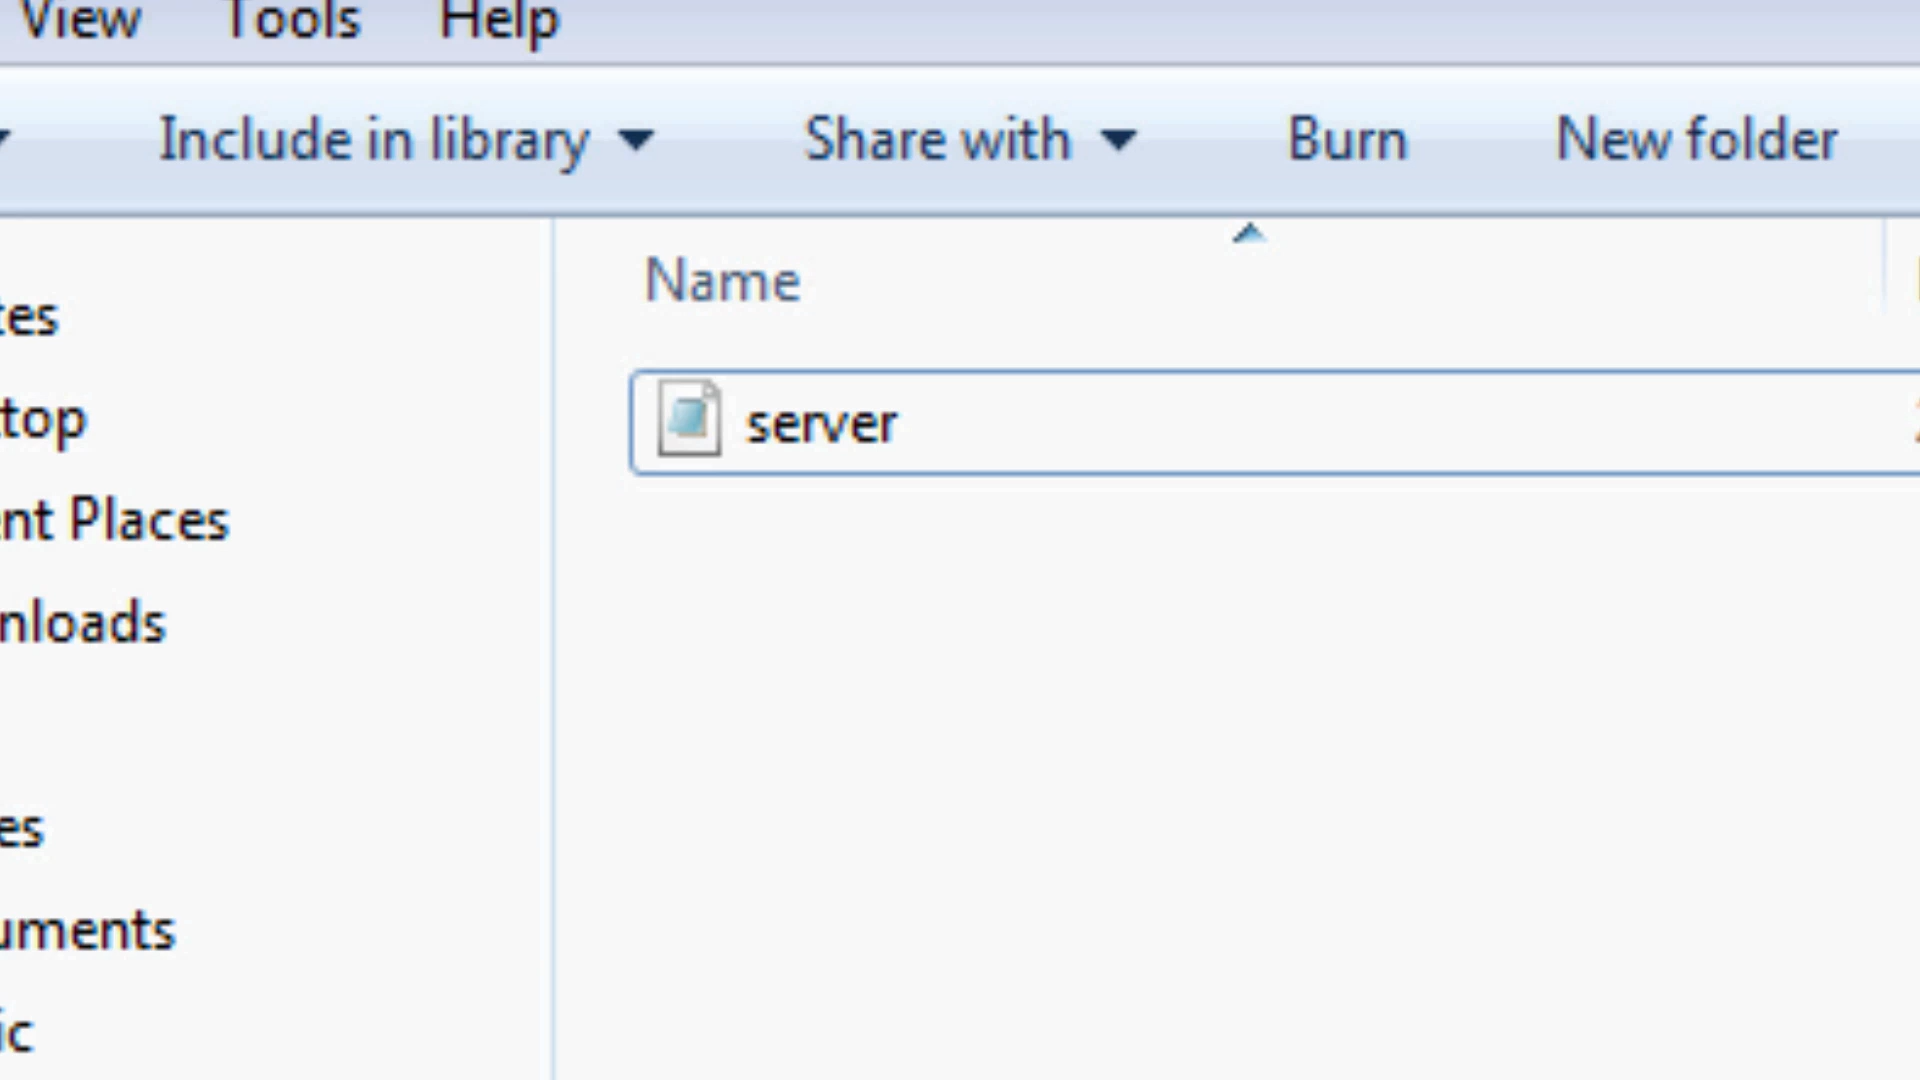 View Tools Help
Include in library Share with Burn New folder
Name
tes
top
server
ent Places
nloads
es
uments
ic